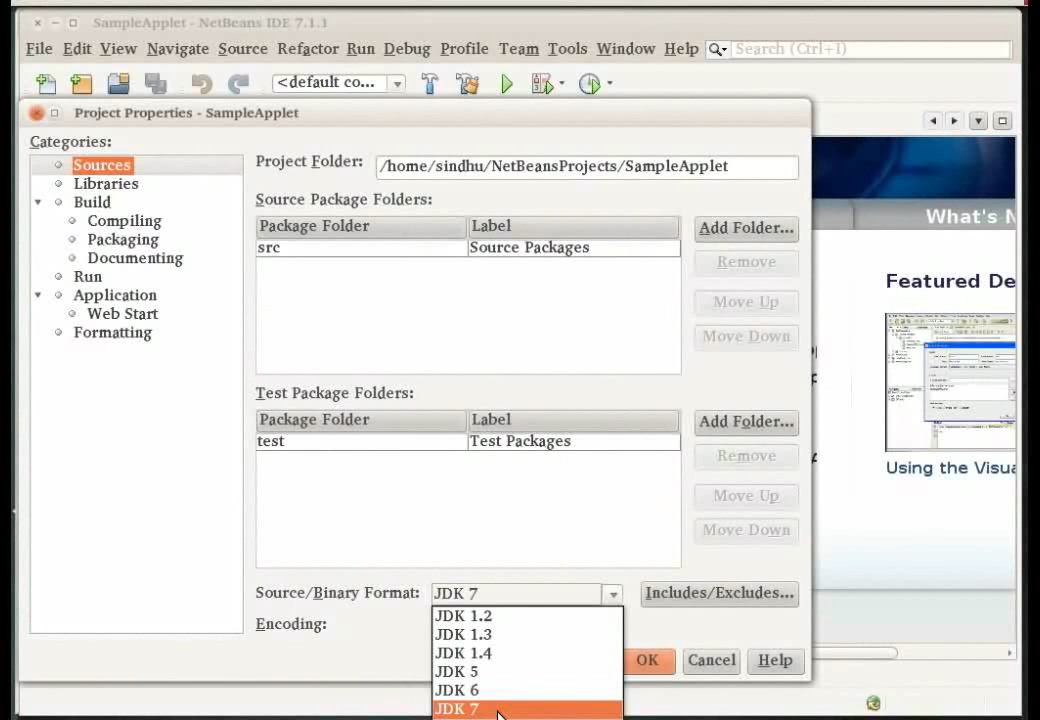 SampleApplet - NetBeans IDE 7.1.1
File Edit View Navigate Source Refactor Run Debug Profile Team Tools Window Help Search (Ctrl+I)
<default co...
Project Properties - SampleApplet
Categories:
Sources
Libraries
Build
Compiling
Packaging
Documenting
Run
Application
Web Start
Formatting
Project Folder: /home/sindhu/NetBeansProjects/SampleApplet
Source Package Folders:
Package Folder Label
src Source Packages
Add Folder...
Remove
Move Up
Move Down
Test Package Folders:
Package Folder Label
test Test Packages
Add Folder...
Remove
Move Up
Move Down
Source/Binary Format: JDK 7 Includes/Excludes...
JDK 1.2
JDK 1.3
JDK 1.4
JDK 5
JDK 6
JDK 7
Encoding:
OK Cancel Help
What's N
Featured De
Using the Visua